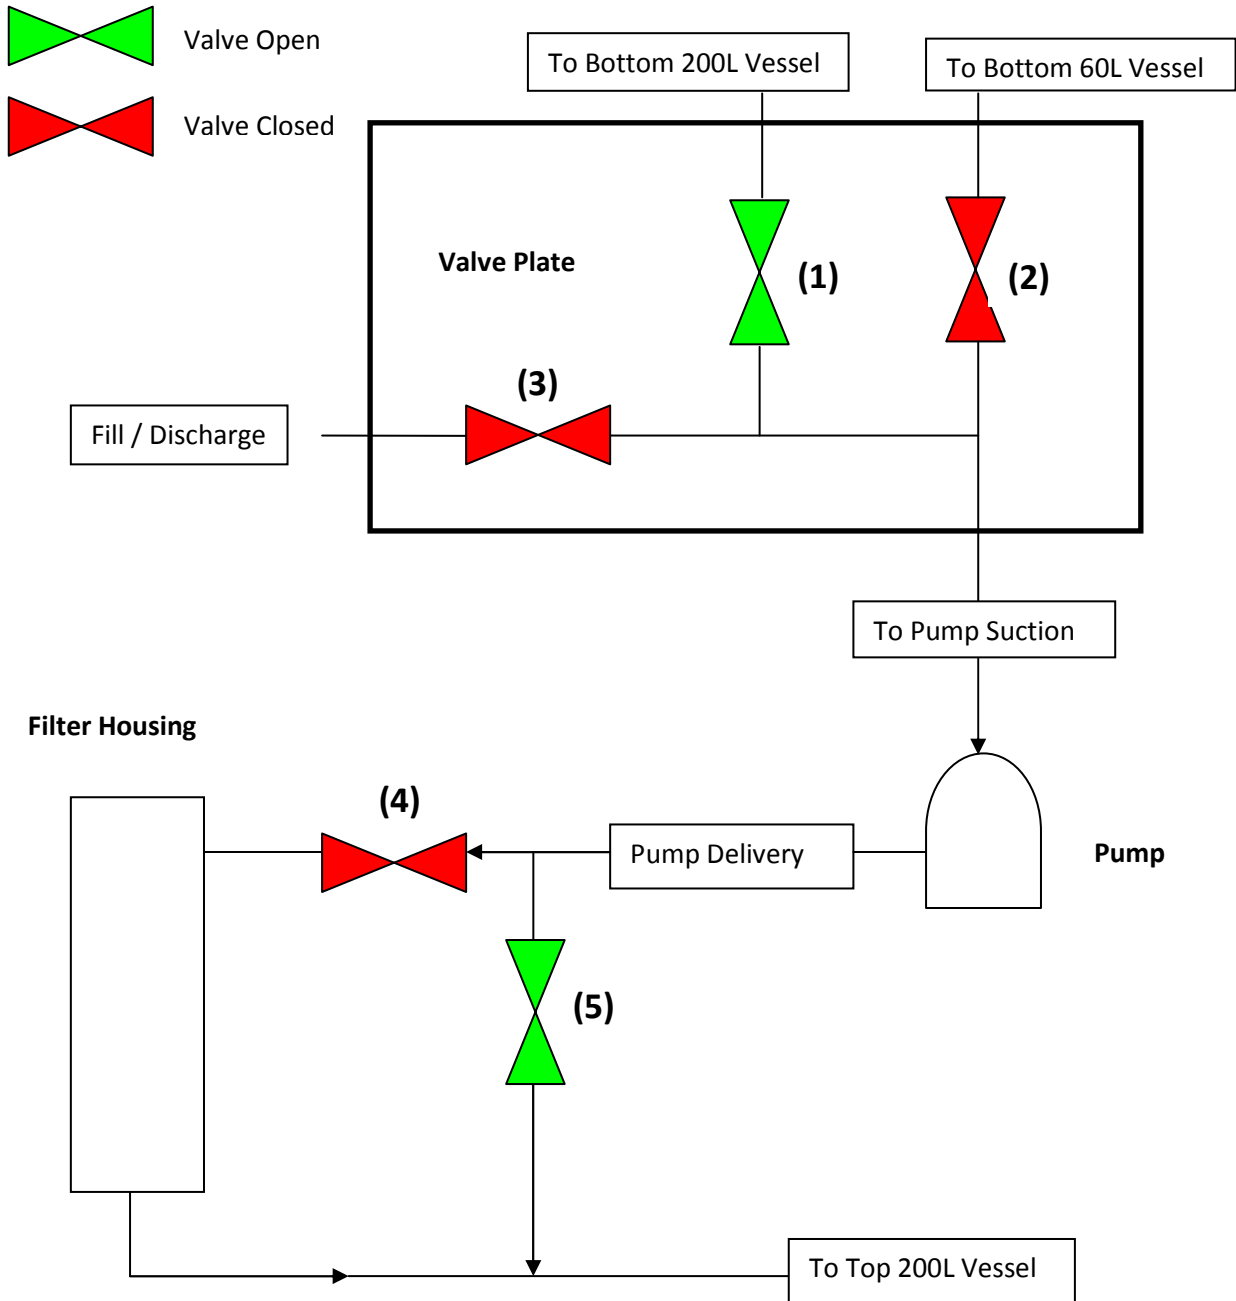 Valve Open
To Bottom 200L Vessel
To Bottom 60L Vessel
Valve Closed
Valve Plate
(1)
(2)
(3)
Fill / Discharge
To Pump Suction
Filter Housing
(4)
Pump Delivery
Pump
(5)
To Top 200L Vessel